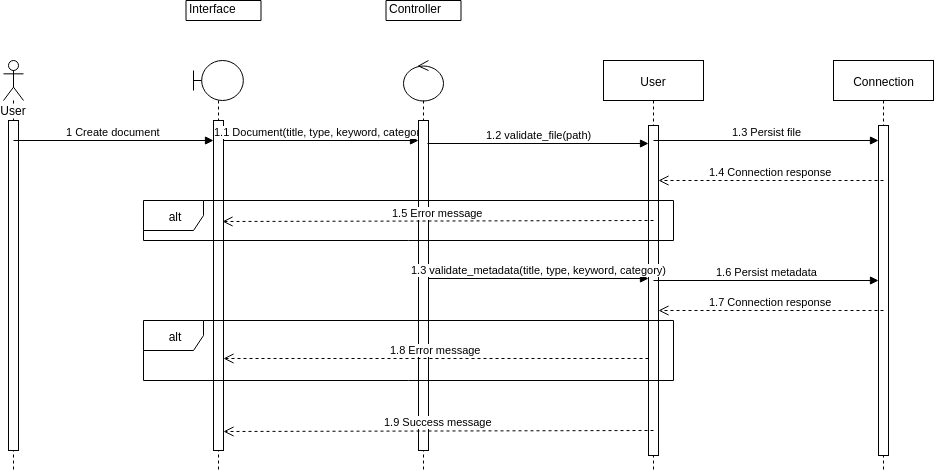 Interface
Controller
User
User
Connection
1 Create document
1.1 Document(title, type, keyword, categor
1.2 validate_file(path)
1.3 Persist file
1.4 Connection response
alt
1.5 Error message
1.3 validate_metadata(title, type, keyword, category)
1.6 Persist metadata
1.7 Connection response
alt
1.8 Error message
1.9 Success message